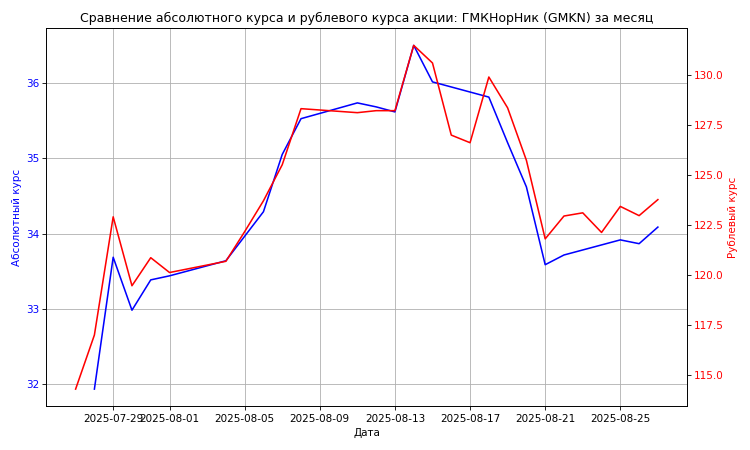 Сравнение абсолютного курса и рублевого курса акции: ГМКНорНик (GMKN) за месяц
36
35
34
33
32
Абсолютный курс
130.0
127.5
125.0
122.5
120.0
117.5
115.0
Рублевый курс
2025-07-29 2025-08-01 2025-08-05 2025-08-09 2025-08-13 2025-08-17 2025-08-21 2025-08-25
Дата